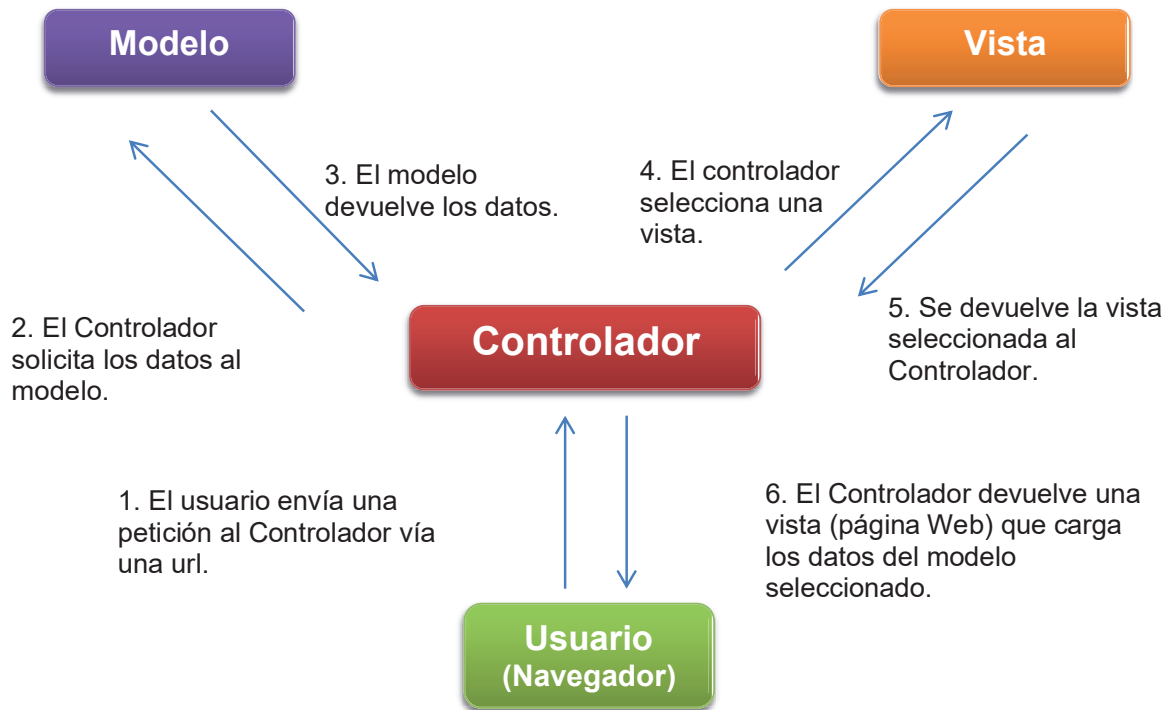 Modelo
Vista
3. El modelo
devuelve los datos.
4. El controlador
selecciona una
vista.
2. El Controlador
solicita los datos al
modelo.
Controlador
5. Se devuelve la vista
seleccionada al
Controlador.
1. El usuario envía una
petición al Controlador vía
una url.
6. El Controlador devuelve una
vista (página Web) que carga
los datos del modelo
seleccionado.
Usuario
(Navegador)